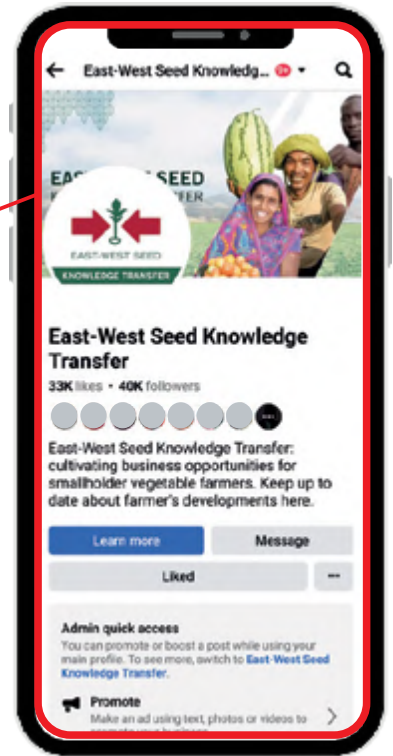 East-West Seed Knowledg... 9+
EAST-WEST SEED
EAST-WEST SEED
KNOWLEDGE TRANSFER
East-West Seed Knowledge
Transfer
33K likes • 40K followers
East-West Seed Knowledge Transfer:
cultivating business opportunities for
smallholder vegetable farmers. Keep up to
date about farmer's developments here.
Learn more
Message
Liked
Admin quick access
You can promote or boost a post while using your
main profile. To see more, switch to East-West Seed
Knowledge Transfer.
Promote
Make an ad using text, photos or videos to
promote your business.